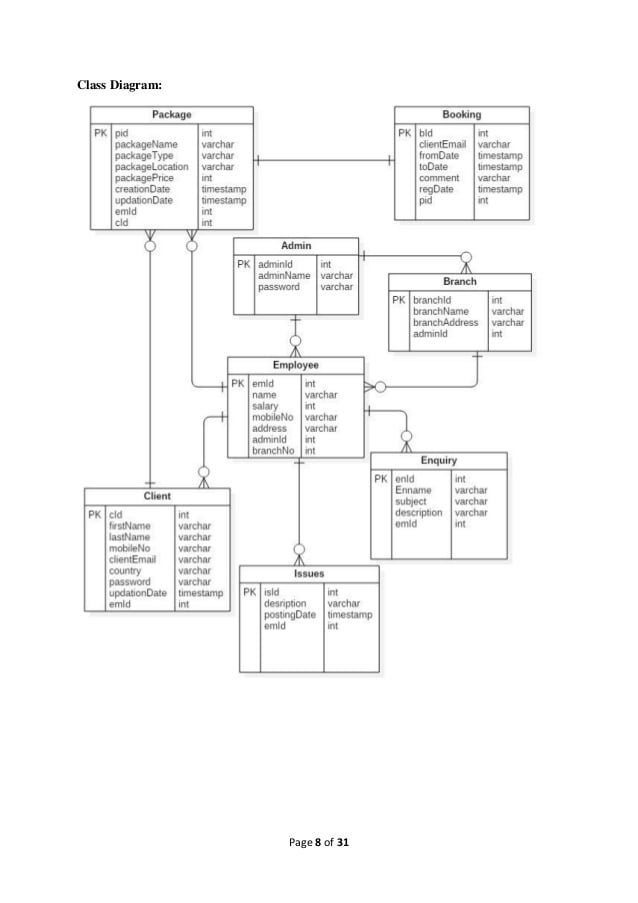 Class Diagram:
Package
PK pid int
packageName varchar
packageType varchar
packageLocation varchar
packagePrice int
creationDate timestamp
updationDate timestamp
emId int
cId int
Booking
PK bId int
clientEmail varchar
fromDate timestamp
toDate timestamp
comment varchar
regDate timestamp
pid int
Admin
PK adminId int
adminName varchar
password varchar
Branch
PK branchId int
branchName varchar
branchAddress varchar
adminId int
Employee
PK emId int
name varchar
salary int
mobileNo varchar
address varchar
adminId int
branchNo int
Enquiry
PK enId int
Enname varchar
subject varchar
description varchar
emId int
Client
PK cId int
firstName varchar
lastName varchar
mobileNo varchar
clientEmail varchar
country varchar
password varchar
updationDate timestamp
emId int
Issues
PK isId int
desription varchar
postingDate timestamp
emId int
Page 8 of 31